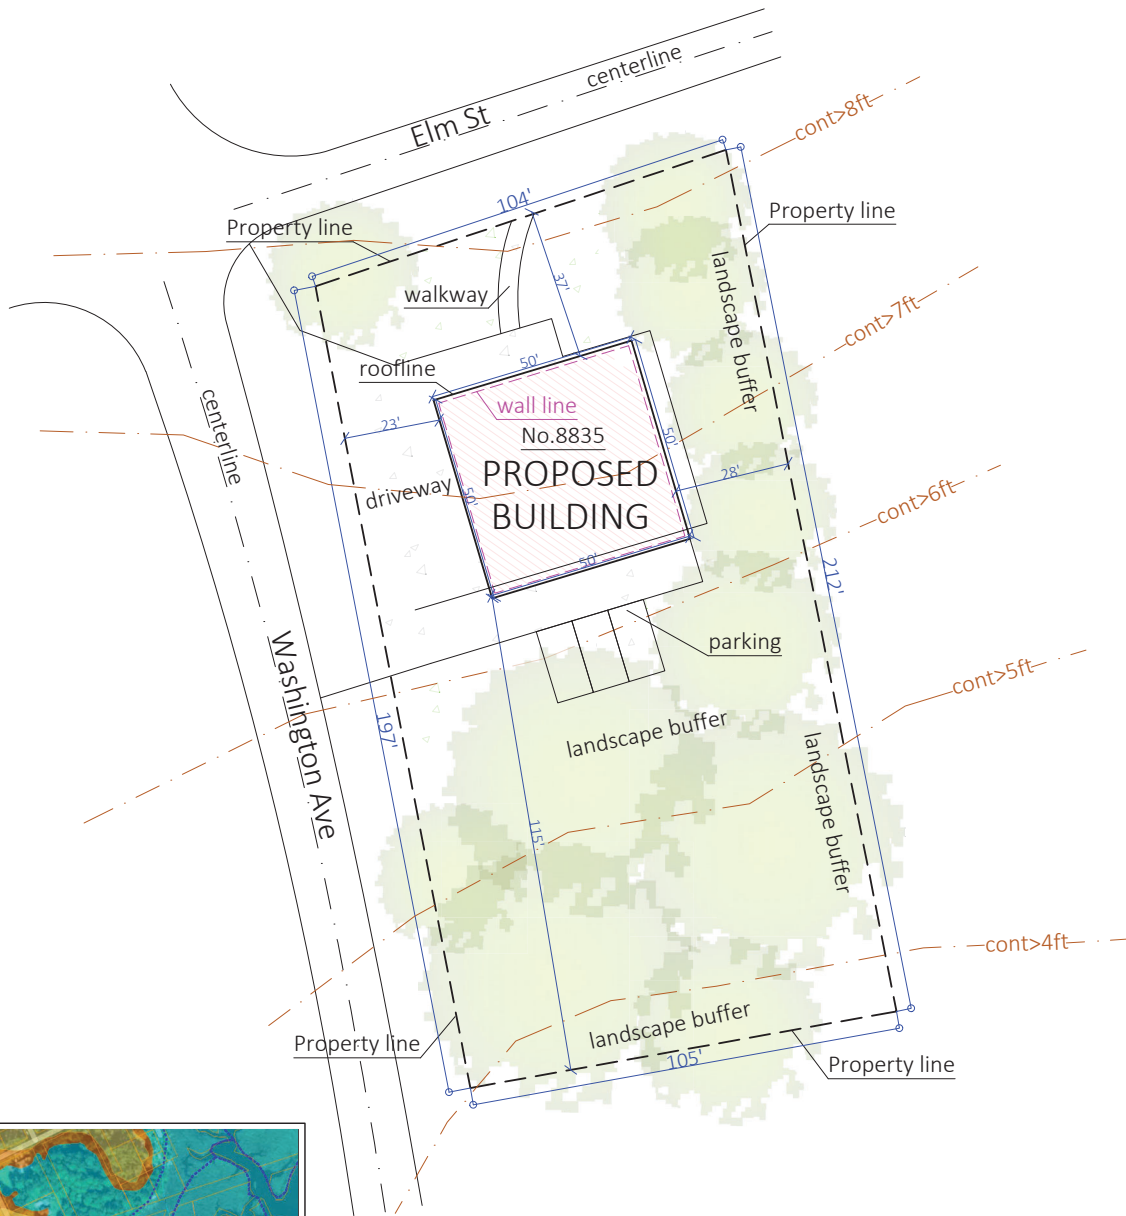 centerline
Elm St
cont>8ft
104'
Property line
Property line
37'
walkway
landscape buffer
cont>7ft
roofline
50'
wall line
23'
No.8835
50'
centerline
PROPOSED
BUILDING
28'
driveway
50'
cont>6ft
50'
212'
parking
Washington Ave
cont>5ft
197'
landscape buffer
landscape buffer
115'
cont>4ft
landscape buffer
Property line
105'
Property line